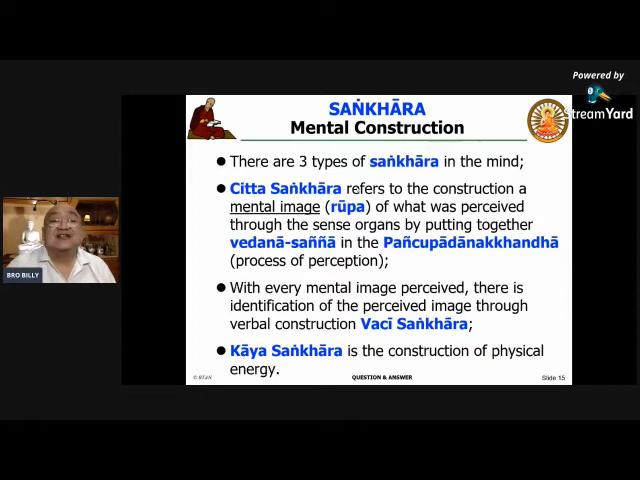 Powered by
StreamYard
SAṄKHĀRA
Mental Construction
There are 3 types of saṅkhāra in the mind;
Citta Saṅkhāra refers to the construction a
mental image (rūpa) of what was perceived
through the sense organs by putting together
vedanā-saññā in the Pañcupādānakkhandhā
(process of perception);
With every mental image perceived, there is
identification of the perceived image through
verbal construction Vacī Saṅkhāra;
Kāya Saṅkhāra is the construction of physical
energy.
BRO BILLY
© BTAN
QUESTION & ANSWER
Slide 15